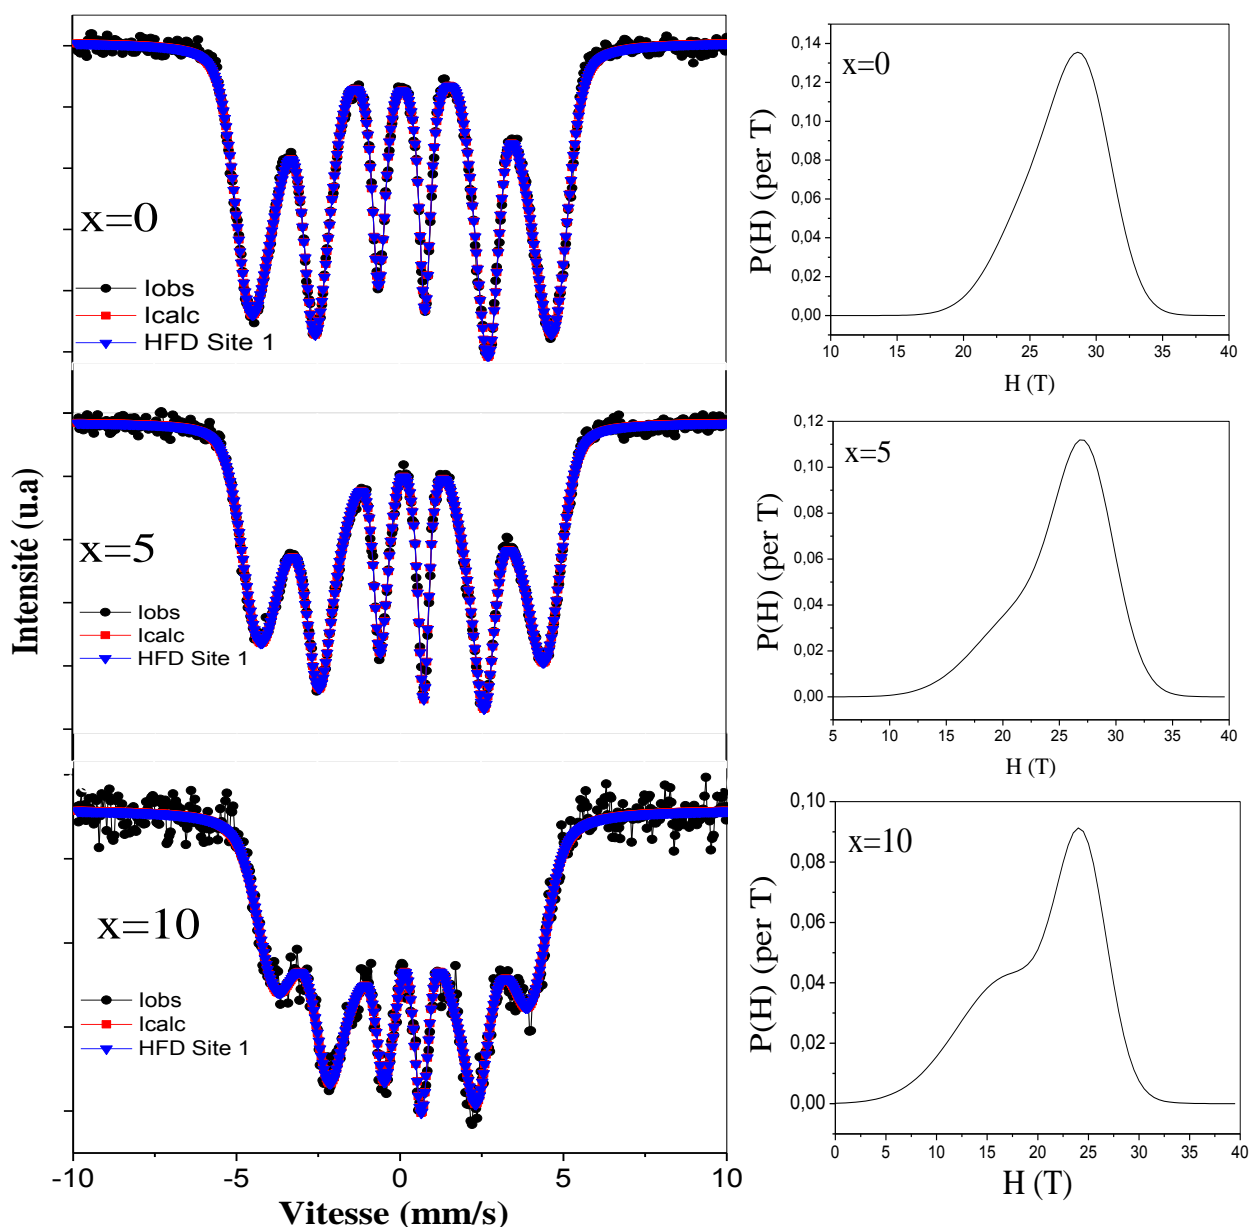 x=0
Iobs
Icalc
HFD Site 1
x=5
Iobs
Icalc
HFD Site 1
x=10
Iobs
Icalc
HFD Site 1
Intensité (u.a)
-10
-5
0
5
10
Vitesse (mm/s)
x=0
P(H) (per T)
0,14
0,12
0,10
0,08
0,06
0,04
0,02
0,00
10 15 20 25 30 35 40
H (T)
x=5
P(H) (per T)
0,12
0,10
0,08
0,06
0,04
0,02
0,00
5 10 15 20 25 30 35 40
H (T)
x=10
P(H) (per T)
0,10
0,08
0,06
0,04
0,02
0,00
0 5 10 15 20 25 30 35 40
H (T)